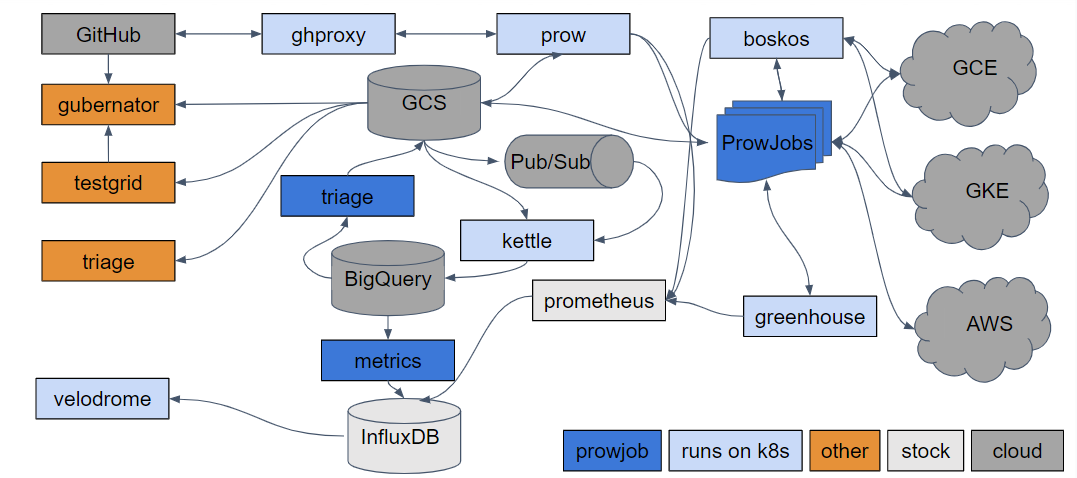 GitHub
ghproxy
prow
boskos
GCE
gubernator
GCS
ProwJobs
Pub/Sub
testgrid
triage
GKE
kettle
triage
BigQuery
prometheus
greenhouse
AWS
metrics
velodrome
InfluxDB
prowjob
runs on k8s
other
stock
cloud